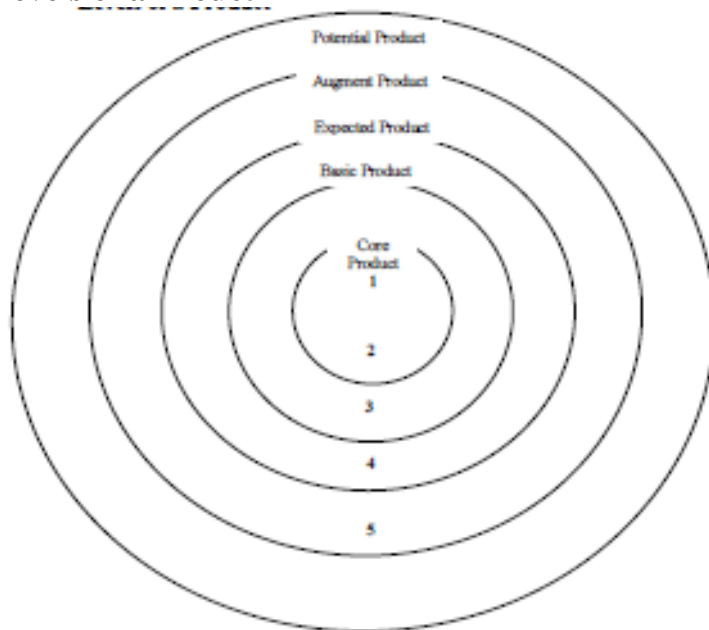 Potential Product
Augment Product
Expected Product
Basic Product
Core
Product
1
2
3
4
5